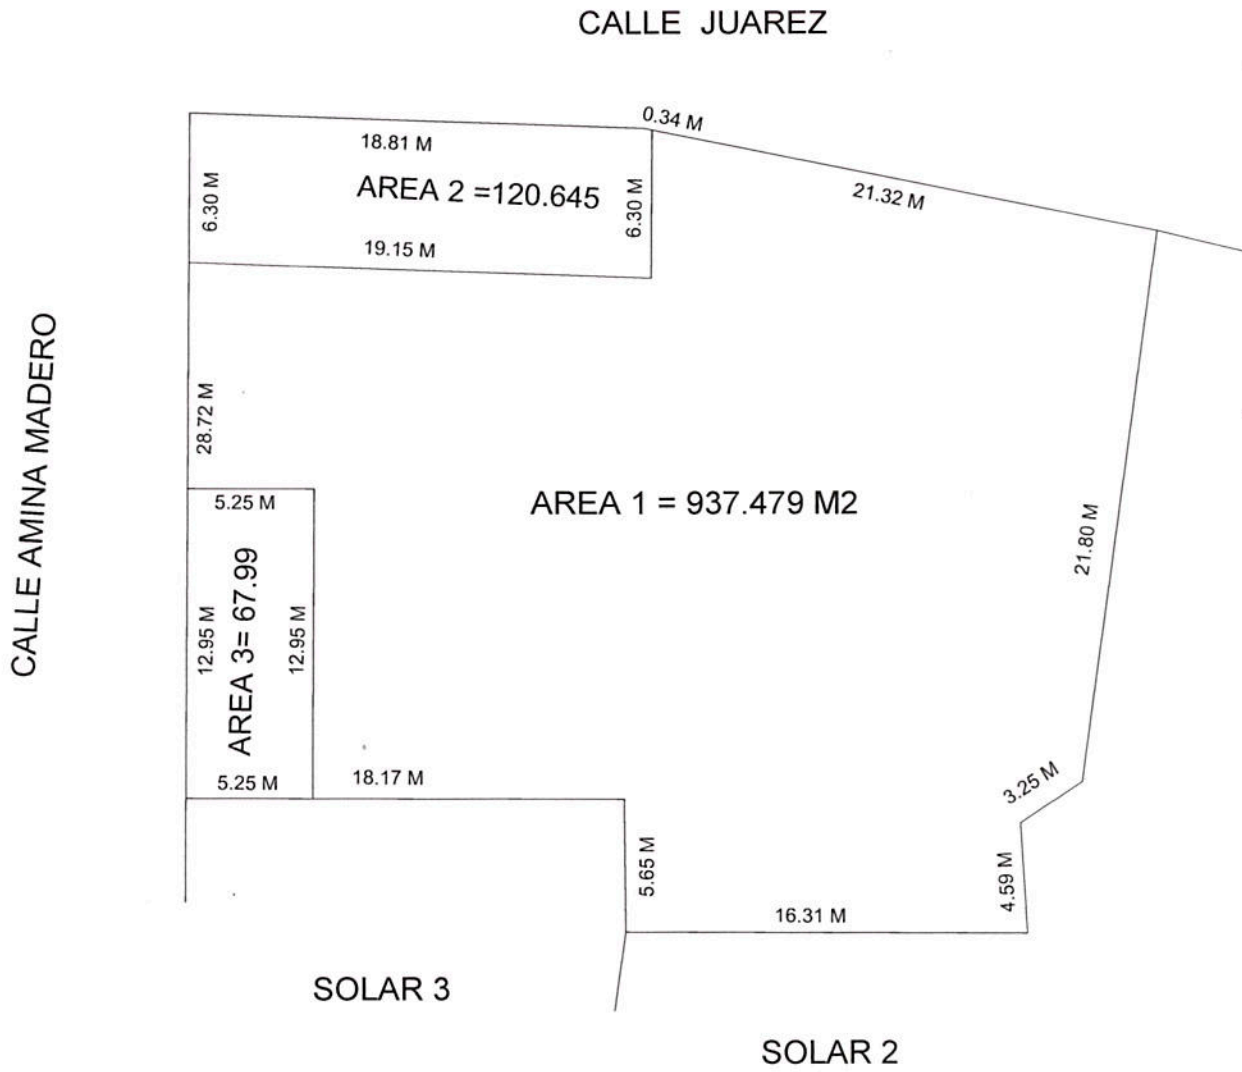 CALLE JUAREZ
0.34 M
18.81 M
21.32 M
AREA 2 =120.645
6.30 M
6.30 M
19.15 M
CALLE AMINA MADERO
28.72 M
5.25 M
AREA 1 = 937.479 M2
21.80 M
12.95 M
AREA 3= 67.99
12.95 M
5.25 M
18.17 M
3.25 M
5.65 M
4.59 M
16.31 M
SOLAR 3
SOLAR 2